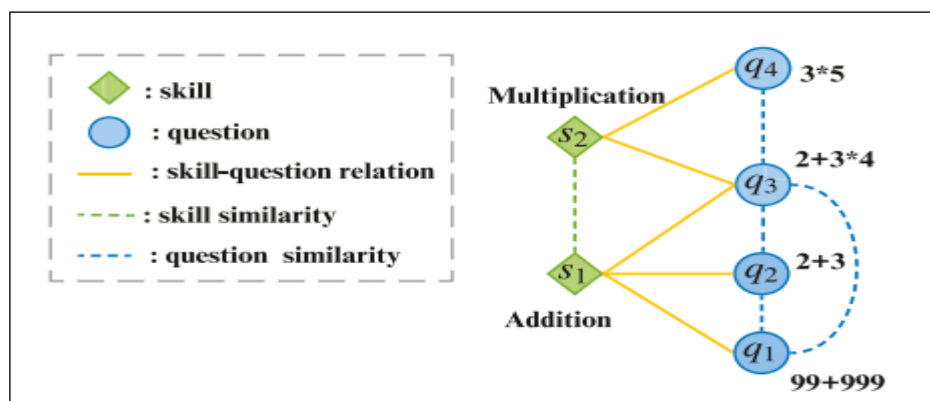 : skill
: question
: skill-question relation
: skill similarity
: question similarity
Multiplication
s2
s1
Addition
q4
3*5
2+3*4
q3
q2
2+3
q1
99+999